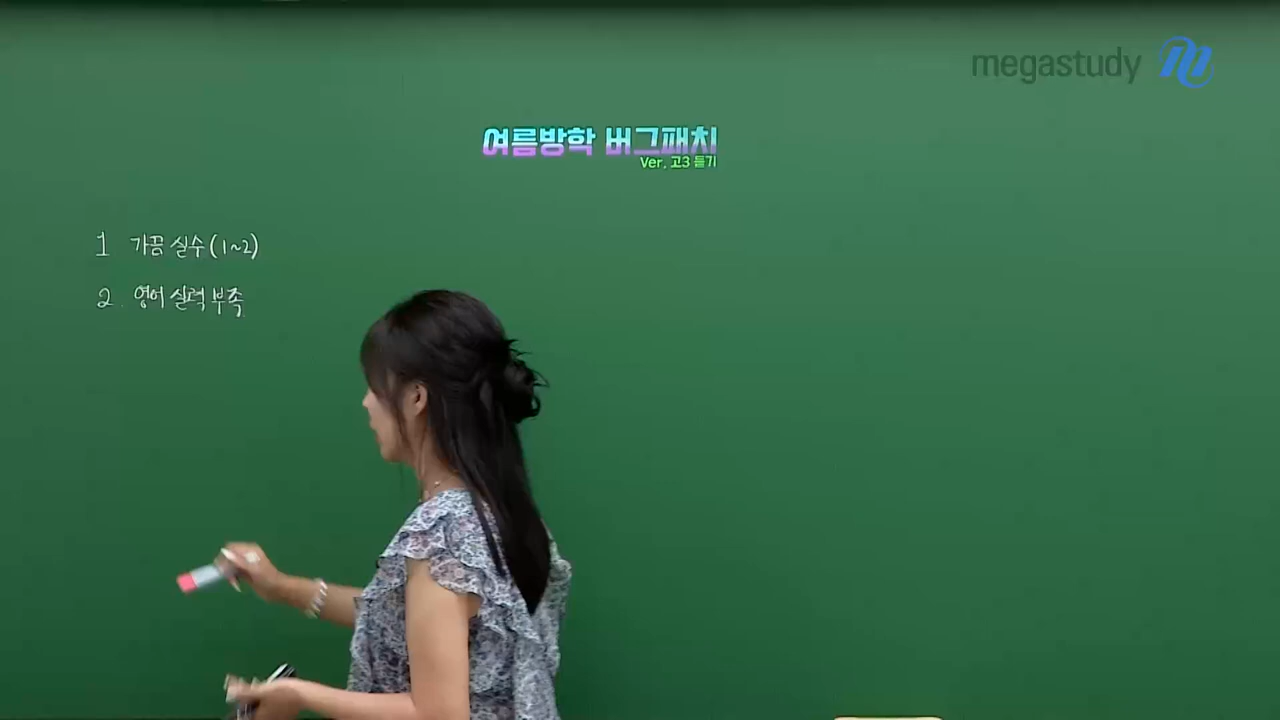 megastudy
여름방학 버그패치
Ver. 고3 듣기
1 가끔 실수 (1~2)
2. 영어 실력 부족